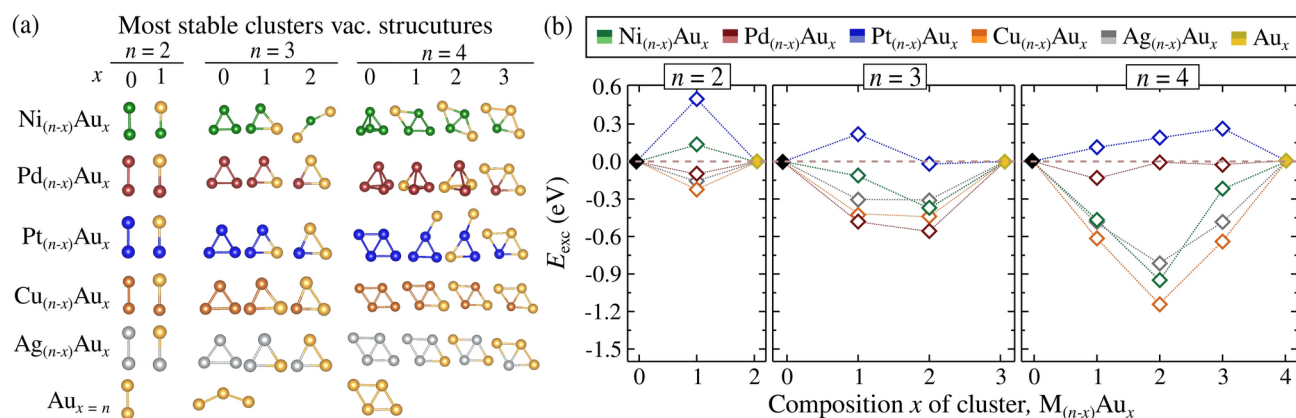 (a) Most stable clusters vac. strucutures
n = 2 n = 3 n = 4
x 0 1 0 1 2 0 1 2 3
Ni(n-x)Aux
Pd(n-x)Aux
Pt(n-x)Aux
Cu(n-x)Aux
Ag(n-x)Aux
Aux = n
(b)
Ni(n-x)Aux Pd(n-x)Aux Pt(n-x)Aux Cu(n-x)Aux Ag(n-x)Aux Aux
n = 2 n = 3 n = 4
0.6
0.3
0.0
-0.3
-0.6
-0.9
-1.2
-1.5
Eexc (eV)
0 1 2 0 1 2 3 0 1 2 3 4
Composition x of cluster, M(n-x)Aux